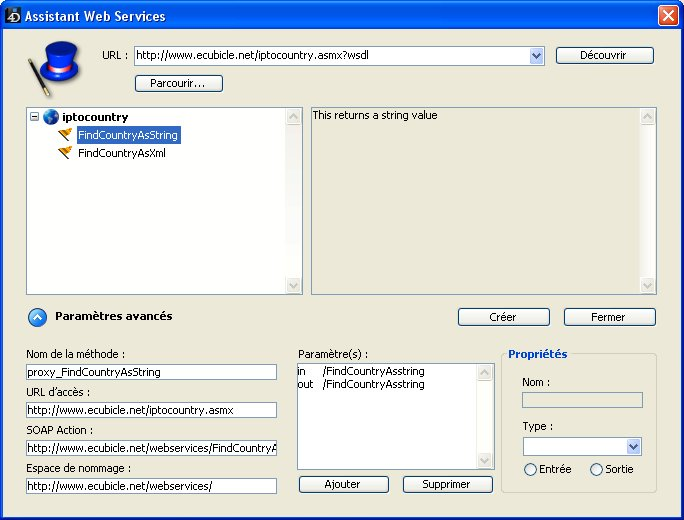 Assistant Web Services
URL : http://www.ecubicle.net/iptocountry.asmx?wsdl Découvrir
Parcourir...
iptocountry
FindCountryAsString
FindCountryAsXml
This returns a string value
Paramètres avancés
Créer Fermer
Nom de la méthode :
proxy_FindCountryAsString
URL d'accès :
http://www.ecubicle.net/iptocountry.asmx
SOAP Action :
http://www.ecubicle.net/webservices/FindCountryA
Espace de nommage :
http://www.ecubicle.net/webservices/
Paramètre(s) :
in /FindCountryAsstring
out /FindCountryAsstring
Ajouter Supprimer
Propriétés
Nom :
Type :
Entrée Sortie